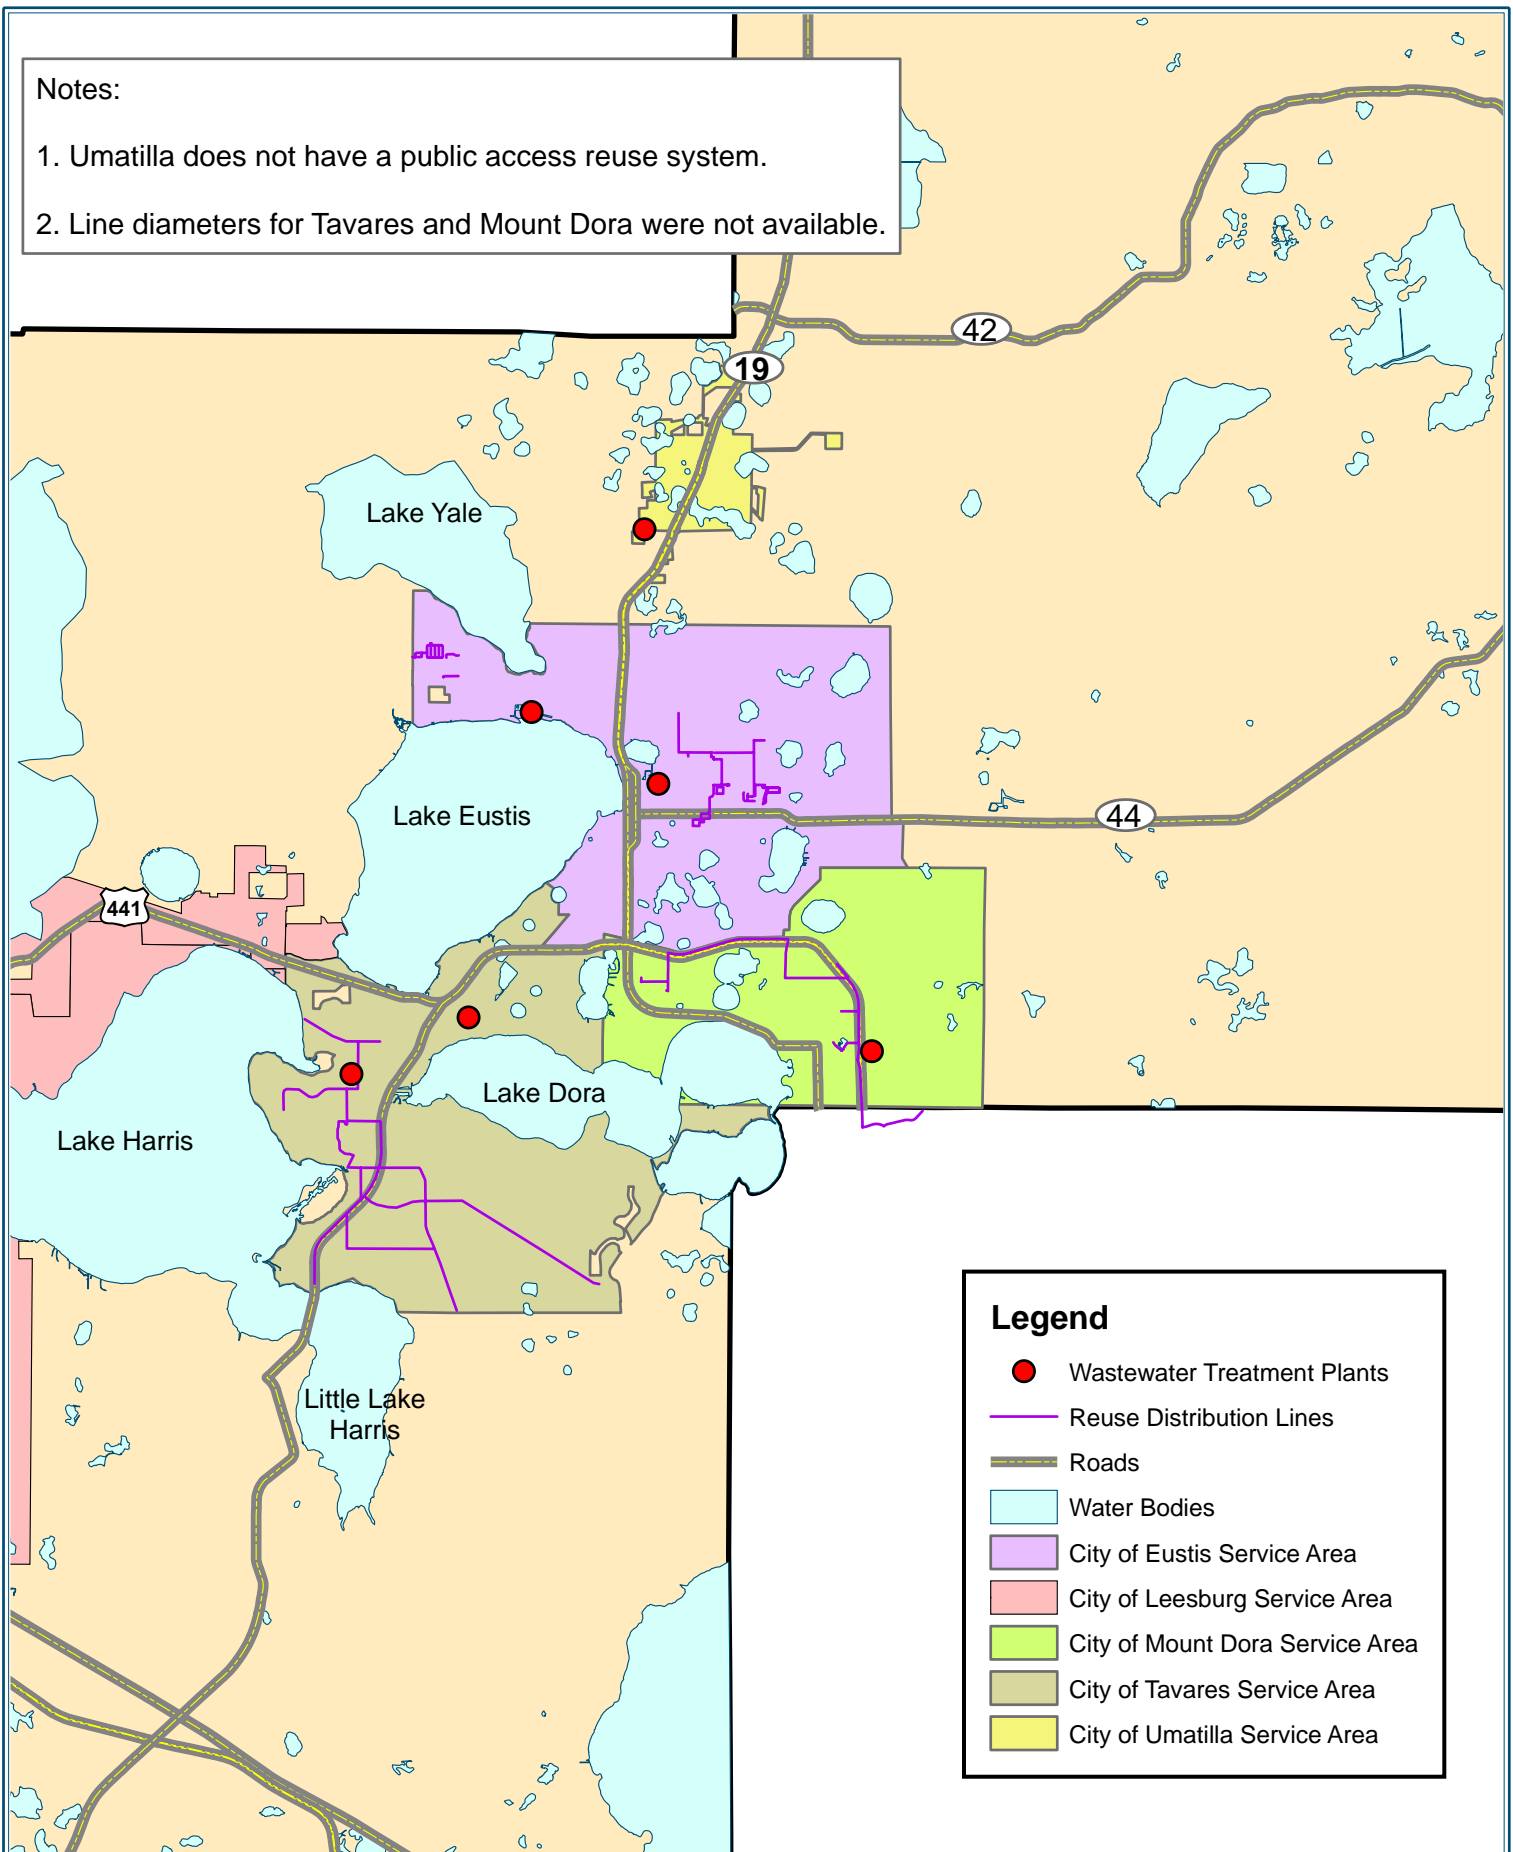 Notes:
1. Umatilla does not have a public access reuse system.
2. Line diameters for Tavares and Mount Dora were not available.
42
19
Lake Yale
Lake Eustis
44
441
Lake Dora
Lake Harris
Little Lake
Harris
Legend
Wastewater Treatment Plants
Reuse Distribution Lines
Roads
Water Bodies
City of Eustis Service Area
City of Leesburg Service Area
City of Mount Dora Service Area
City of Tavares Service Area
City of Umatilla Service Area